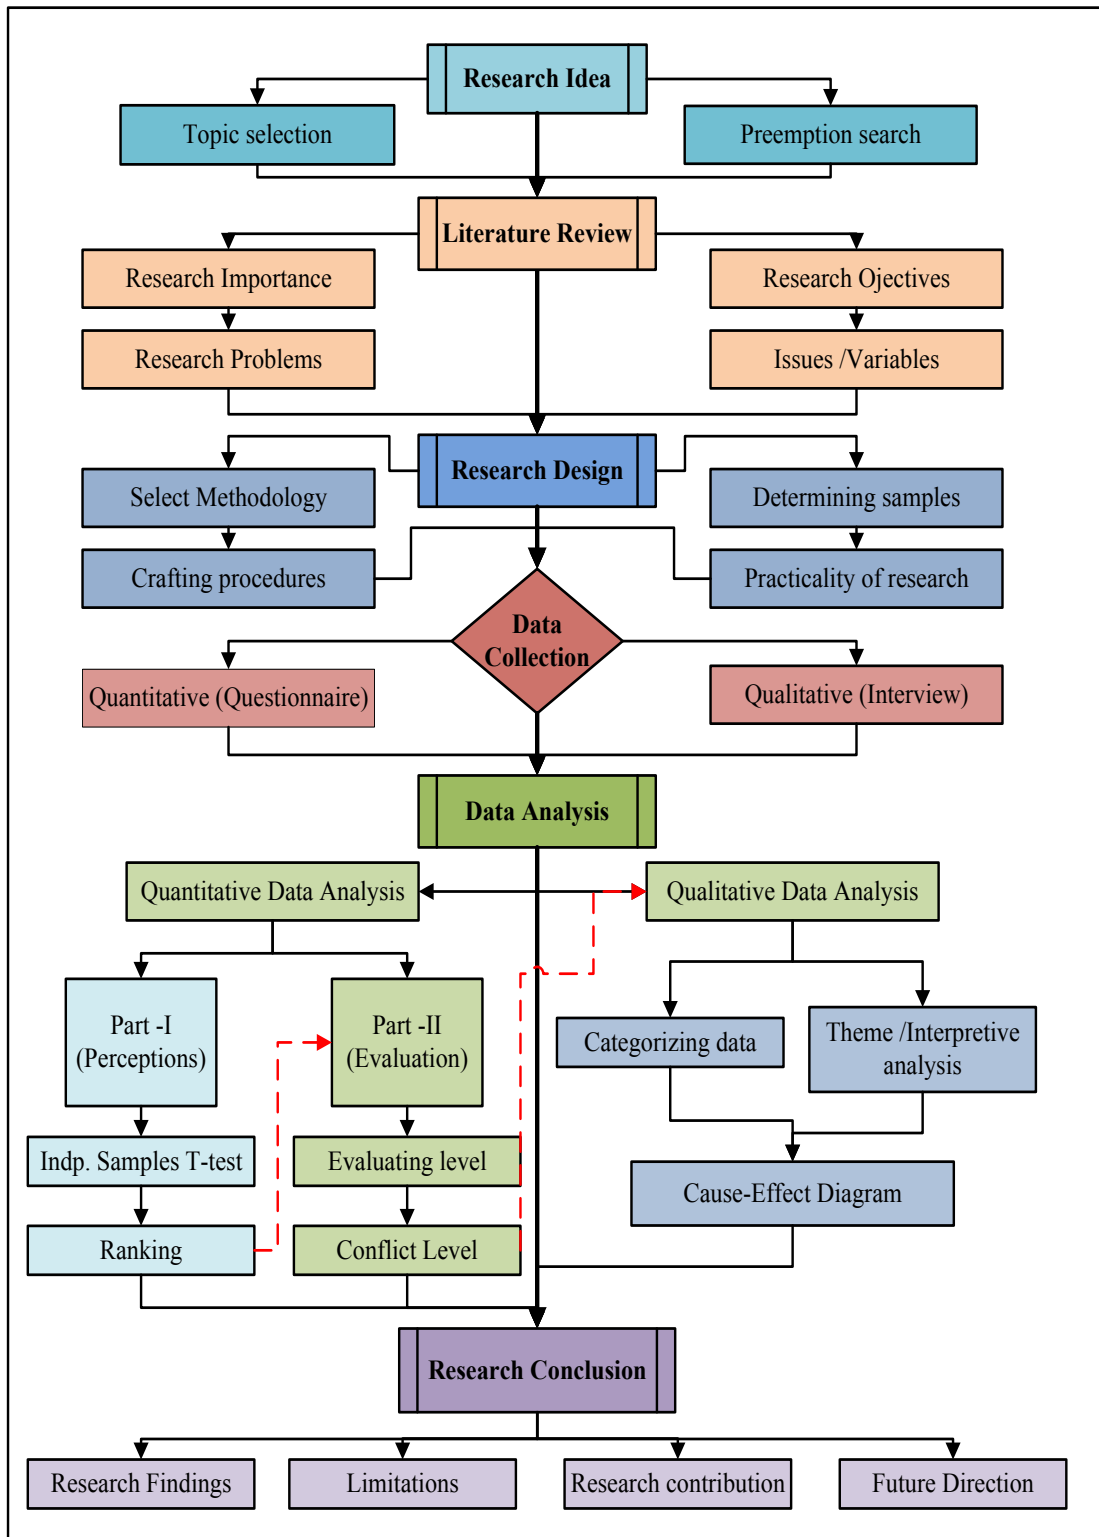 Research Idea
Topic selection
Preemption search
Literature Review
Research Importance
Research Ojectives
Research Problems
Issues /Variables
Research Design
Select Methodology
Determining samples
Crafting procedures
Practicality of research
Data
Collection
Quantitative (Questionnaire)
Qualitative (Interview)
Data Analysis
Quantitative Data Analysis
Qualitative Data Analysis
Part -I
(Perceptions)
Part -II
(Evaluation)
Categorizing data
Theme /Interpretive
analysis
Indp. Samples T-test
Evaluating level
Cause-Effect Diagram
Ranking
Conflict Level
Research Conclusion
Research Findings
Limitations
Research contribution
Future Direction